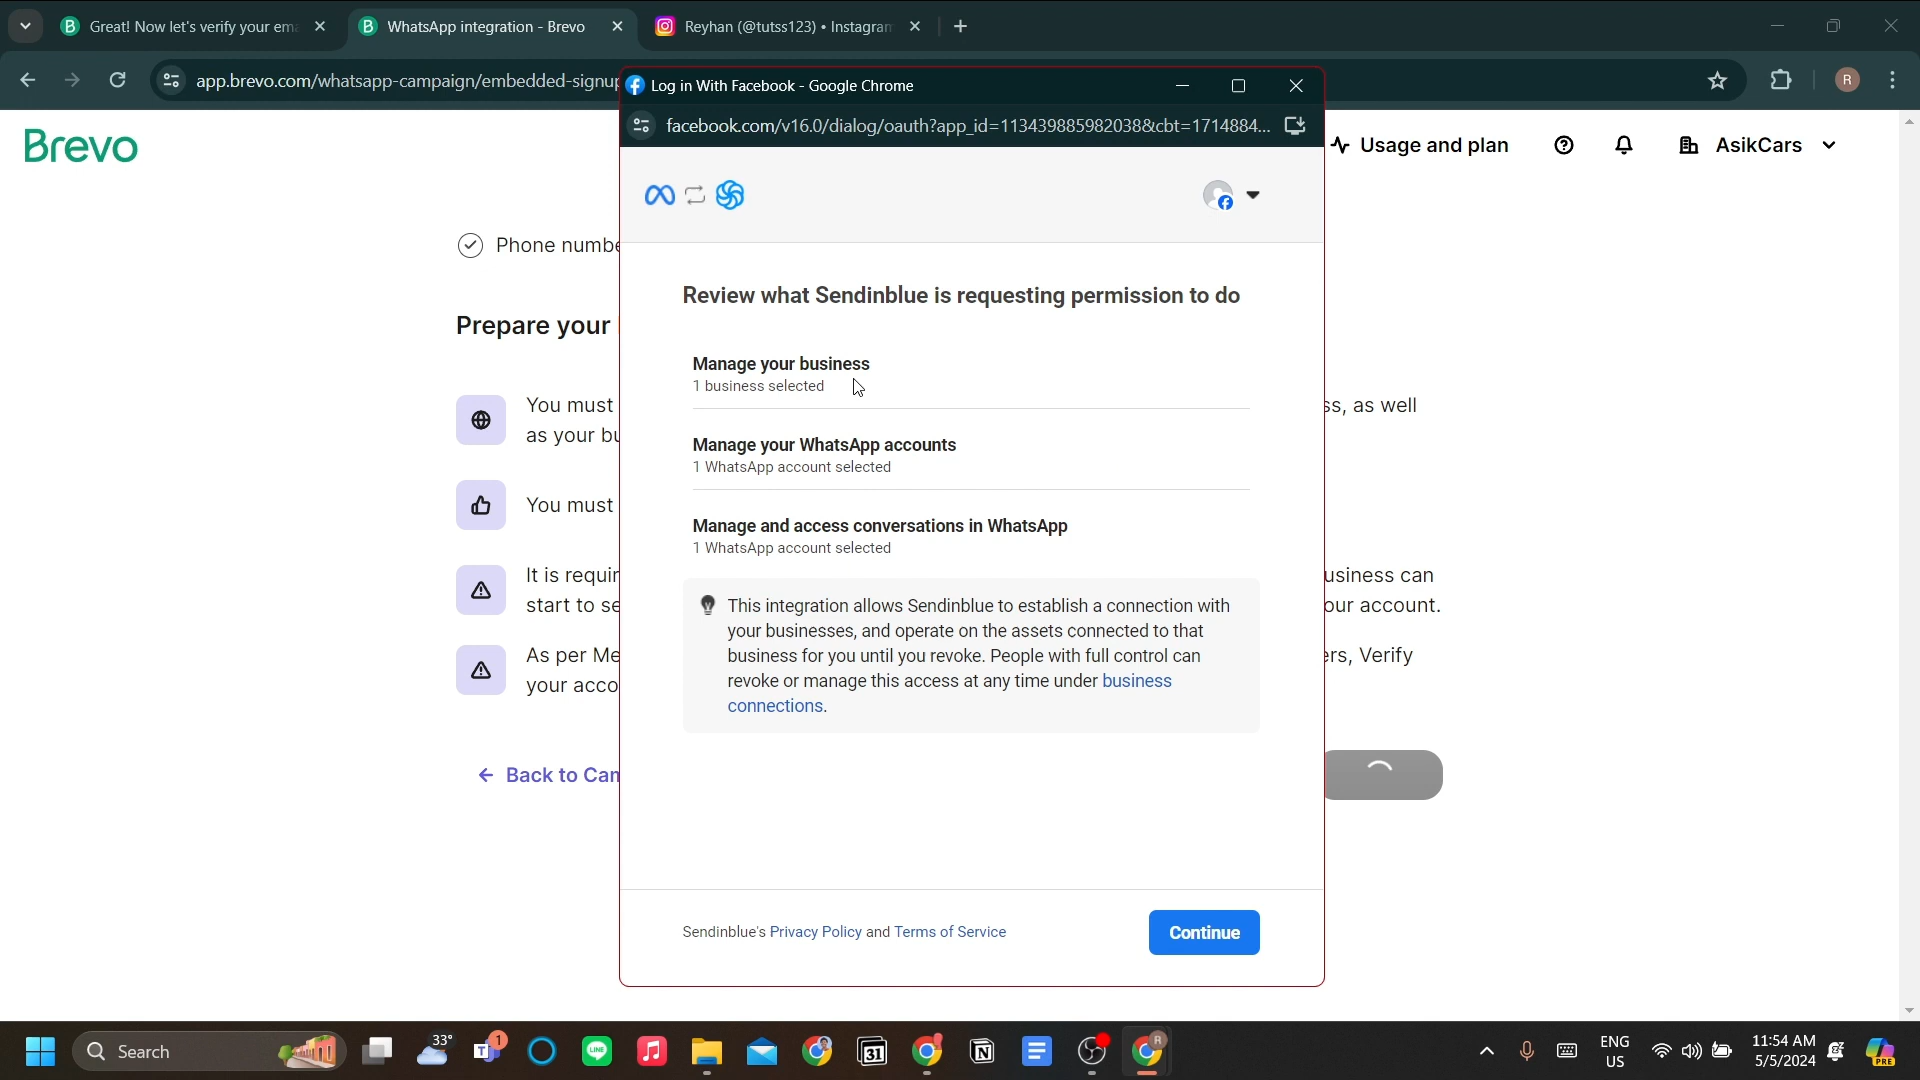 Great! Now let's verify your em
WhatsApp integration - Brevo
Reyhan (@tutss123) • Instagram
app.brevo.com/whatsapp-campaign/embedded-signup
R
Log in With Facebook - Google Chrome
facebook.com/v16.0/dialog/oauth?app_id=113439885982038&cbt=1714884...
Brevo
Usage and plan
AsikCars
Phone numbe
Prepare your
You must
as your bu
ss, as well
You must
It is requir
start to se
usiness can
our account.
As per Me
your acco
ers, Verify
Back to Cam
Review what Sendinblue is requesting permission to do
Manage your business
1 business selected
Manage your WhatsApp accounts
1 WhatsApp account selected
Manage and access conversations in WhatsApp
1 WhatsApp account selected
This integration allows Sendinblue to establish a connection with
your businesses, and operate on the assets connected to that
business for you until you revoke. People with full control can
revoke or manage this access at any time under business
connections.
Sendinblue's Privacy Policy and Terms of Service
Continue
Search
33°
1
LINE
31
R
ENG
US
11:54 AM
5/5/2024
PRE